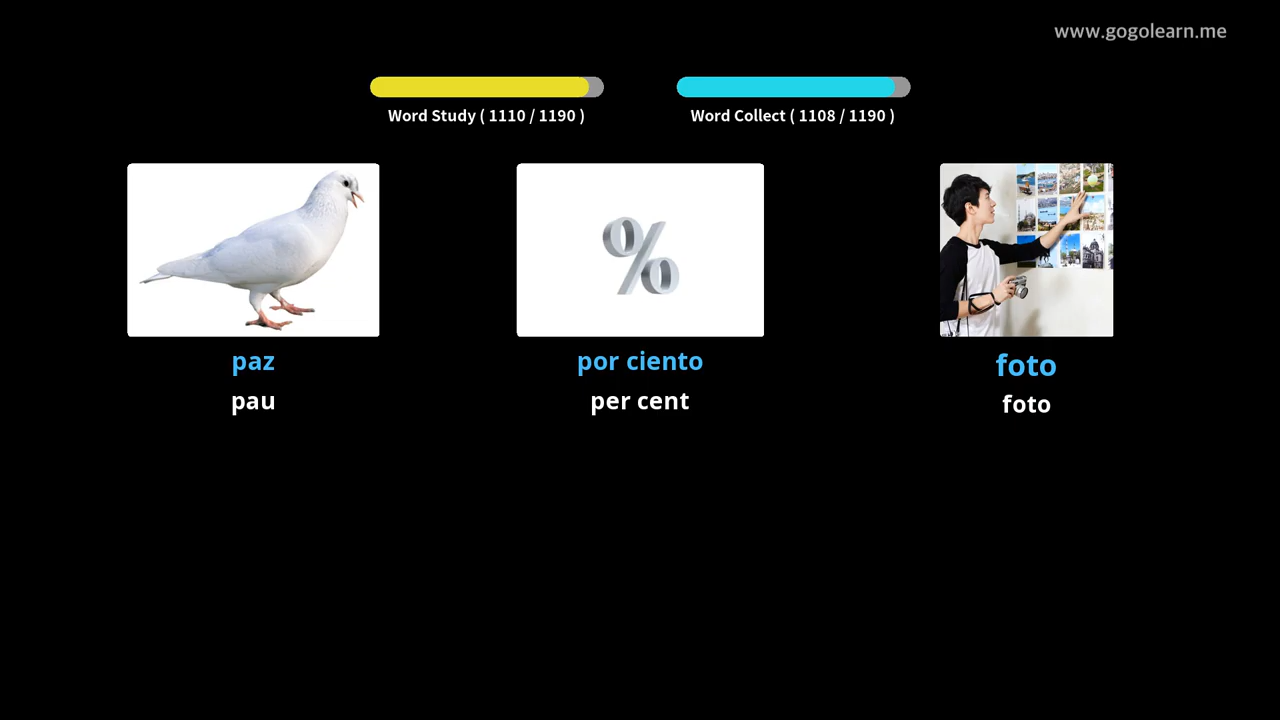 www.gogolearn.me
Word Study ( 1110 / 1190 )
Word Collect ( 1108 / 1190 )
%
paz
por ciento
foto
pau
per cent
foto